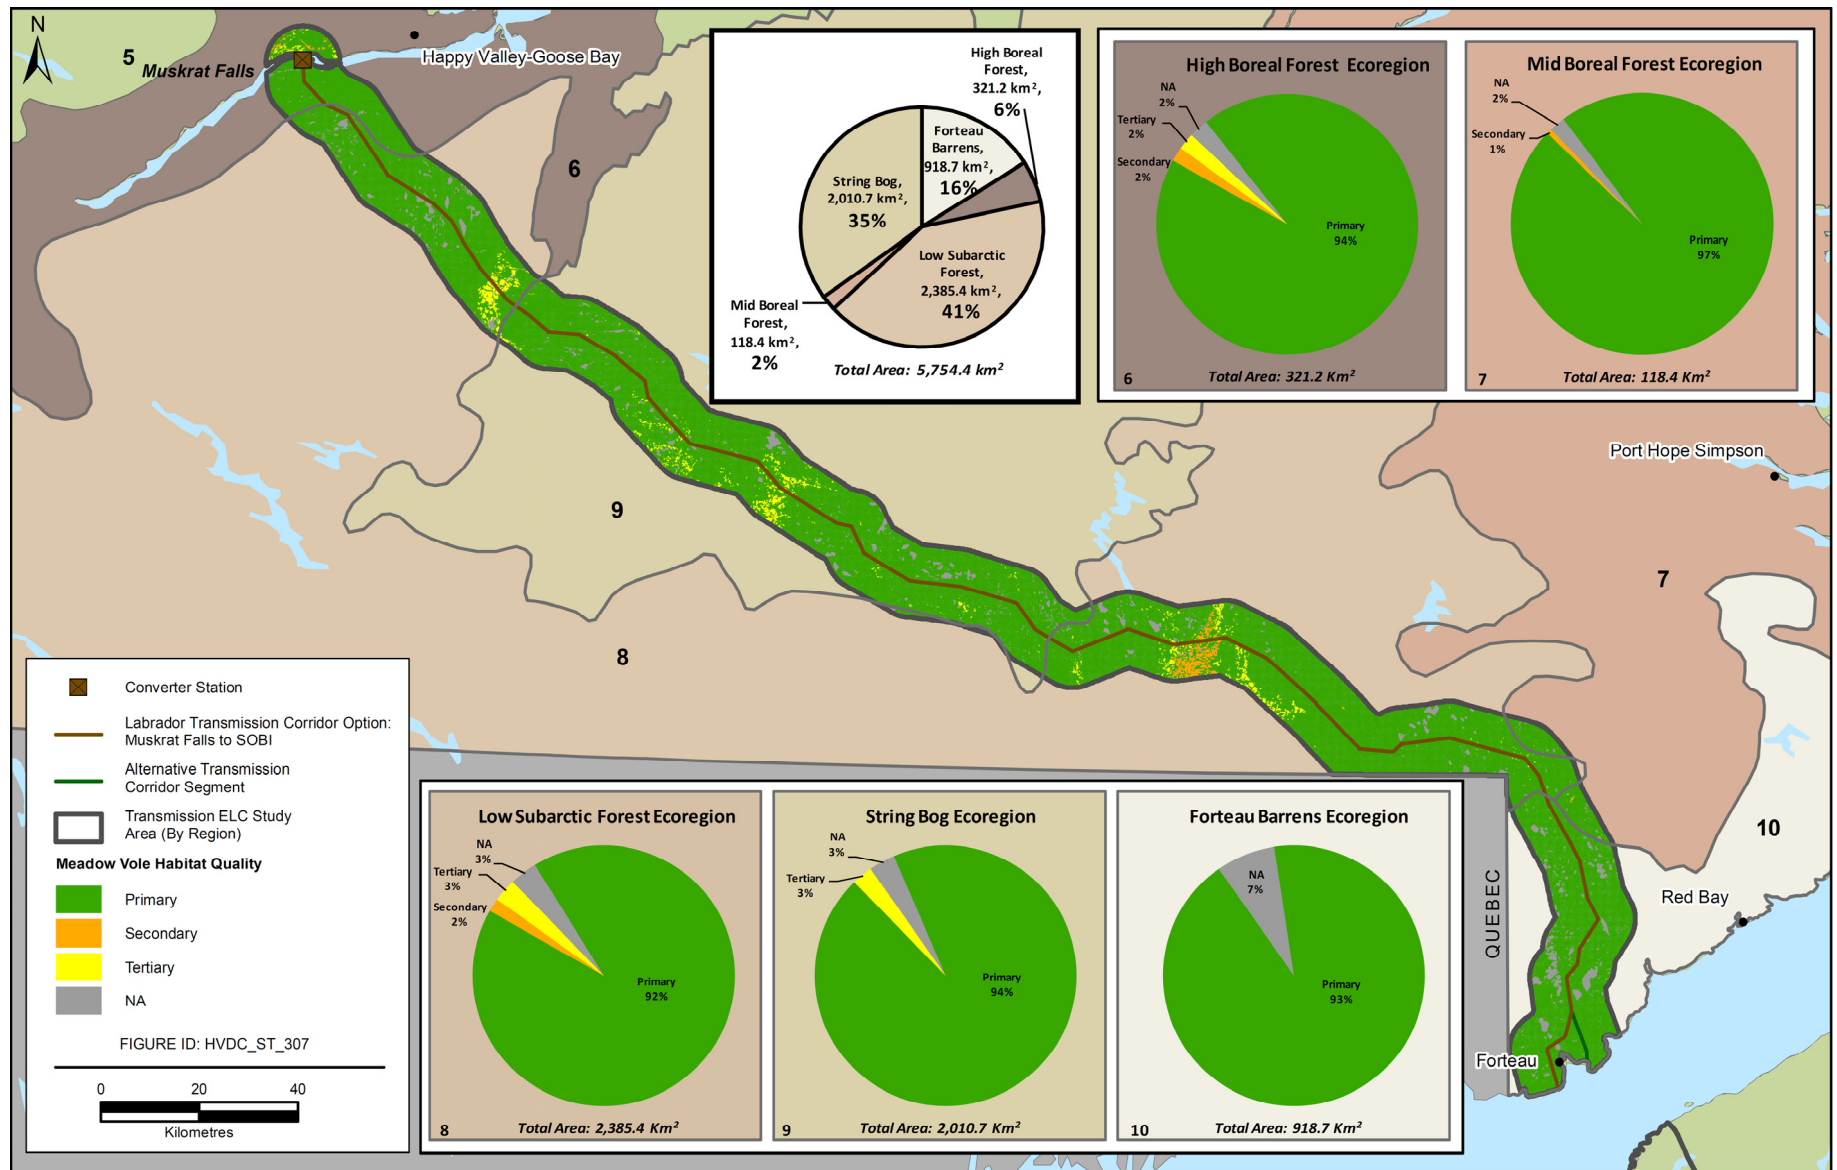 N
5
Muskrat Falls
Happy Valley-Goose Bay
6
9
8
7
10
Port Hope Simpson
Red Bay
Forteau
QUEBEC
High Boreal
Forest,
321.2 km²,
6%
Forteau
Barrens,
918.7 km²,
16%
String Bog,
2,010.7 km²,
35%
Low Subarctic
Forest,
2,385.4 km²,
41%
Mid Boreal
Forest,
118.4 km²,
2%
Total Area: 5,754.4 km²
High Boreal Forest Ecoregion
NA
2%
Tertiary
2%
Secondary
2%
Primary
94%
6
Total Area: 321.2 Km²
Mid Boreal Forest Ecoregion
NA
2%
Secondary
1%
Primary
97%
7
Total Area: 118.4 Km²
Converter Station
Labrador Transmission Corridor Option:
Muskrat Falls to SOBI
Alternative Transmission
Corridor Segment
Transmission ELC Study
Area (By Region)
Meadow Vole Habitat Quality
Primary
Secondary
Tertiary
NA
FIGURE ID: HVDC_ST_307
0 20 40
Kilometres
Low Subarctic Forest Ecoregion
NA
3%
Tertiary
3%
Secondary
2%
Primary
92%
8
Total Area: 2,385.4 Km²
String Bog Ecoregion
NA
3%
Tertiary
3%
Primary
94%
9
Total Area: 2,010.7 Km²
Forteau Barrens Ecoregion
NA
7%
Primary
93%
10
Total Area: 918.7 Km²